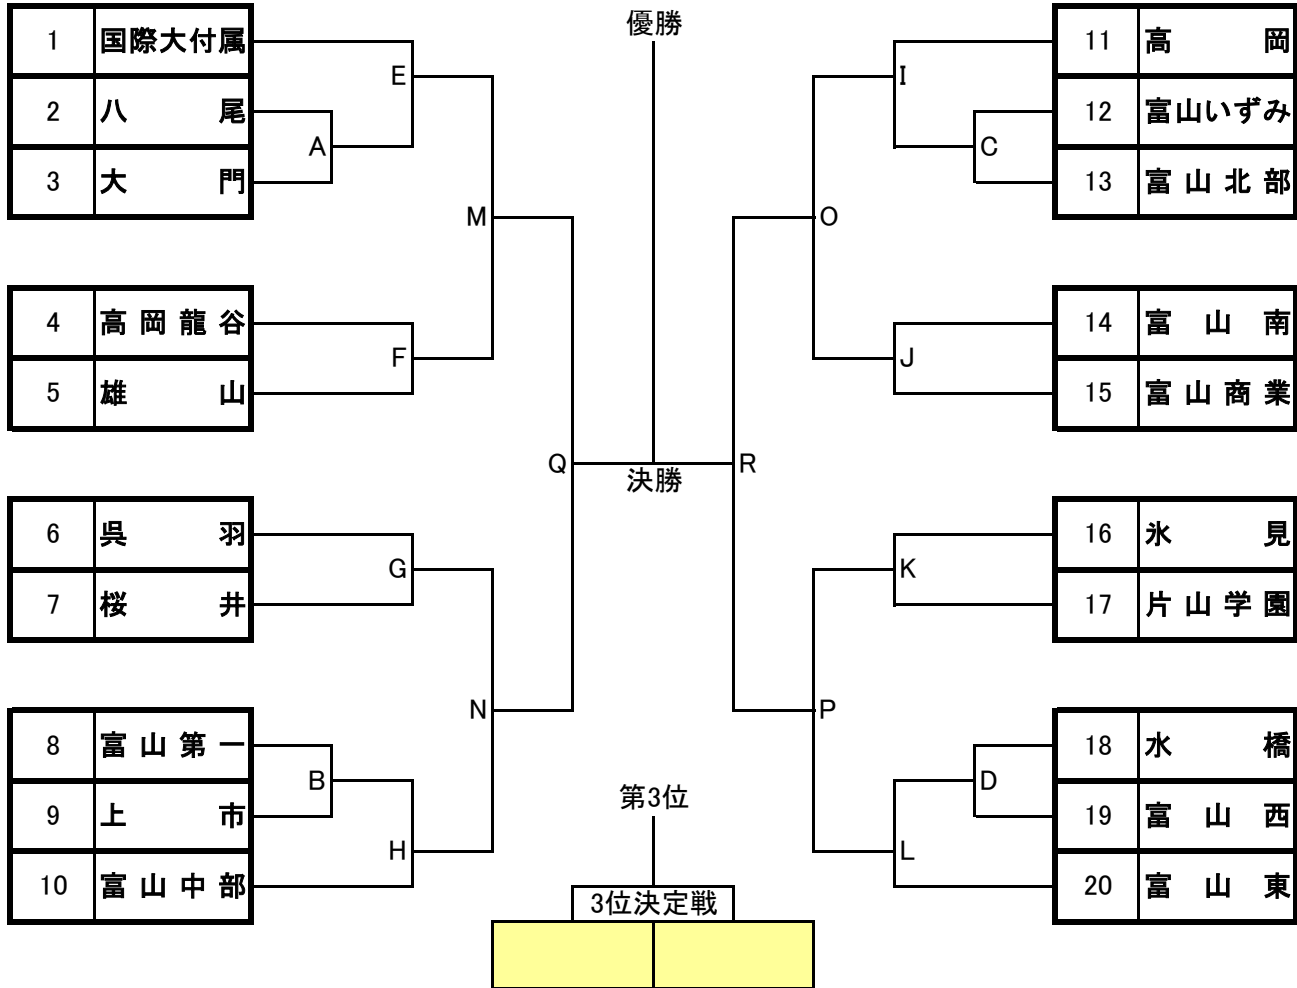 優勝
1 国際大付属
E
2 八尾
A
3 大門
M
4 高岡龍谷
F
5 雄山
Q
6 呉羽
G
7 桜井
N
8 富山第一
B
9 上市
H
10 富山中部
決勝
11 高岡
I
12 富山いずみ
C
13 富山北部
O
14 富山南
J
15 富山商業
R
16 氷見
K
17 片山学園
P
18 水橋
D
19 富山西
L
20 富山東
第3位
3位決定戦